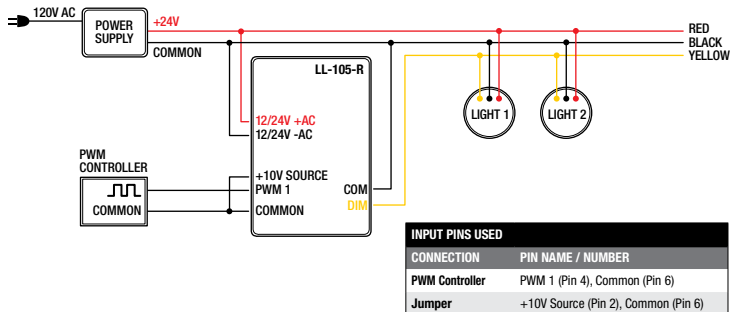 120V AC
POWER
SUPPLY
+24V
COMMON
RED
BLACK
YELLOW
LL-105-R
12/24V +AC
12/24V -AC
LIGHT 1
LIGHT 2
PWM
CONTROLLER
COMMON
+10V SOURCE
PWM 1
COMMON
COM
DIM
INPUT PINS USED
CONNECTION PIN NAME / NUMBER
PWM Controller PWM 1 (Pin 4), Common (Pin 6)
Jumper +10V Source (Pin 2), Common (Pin 6)